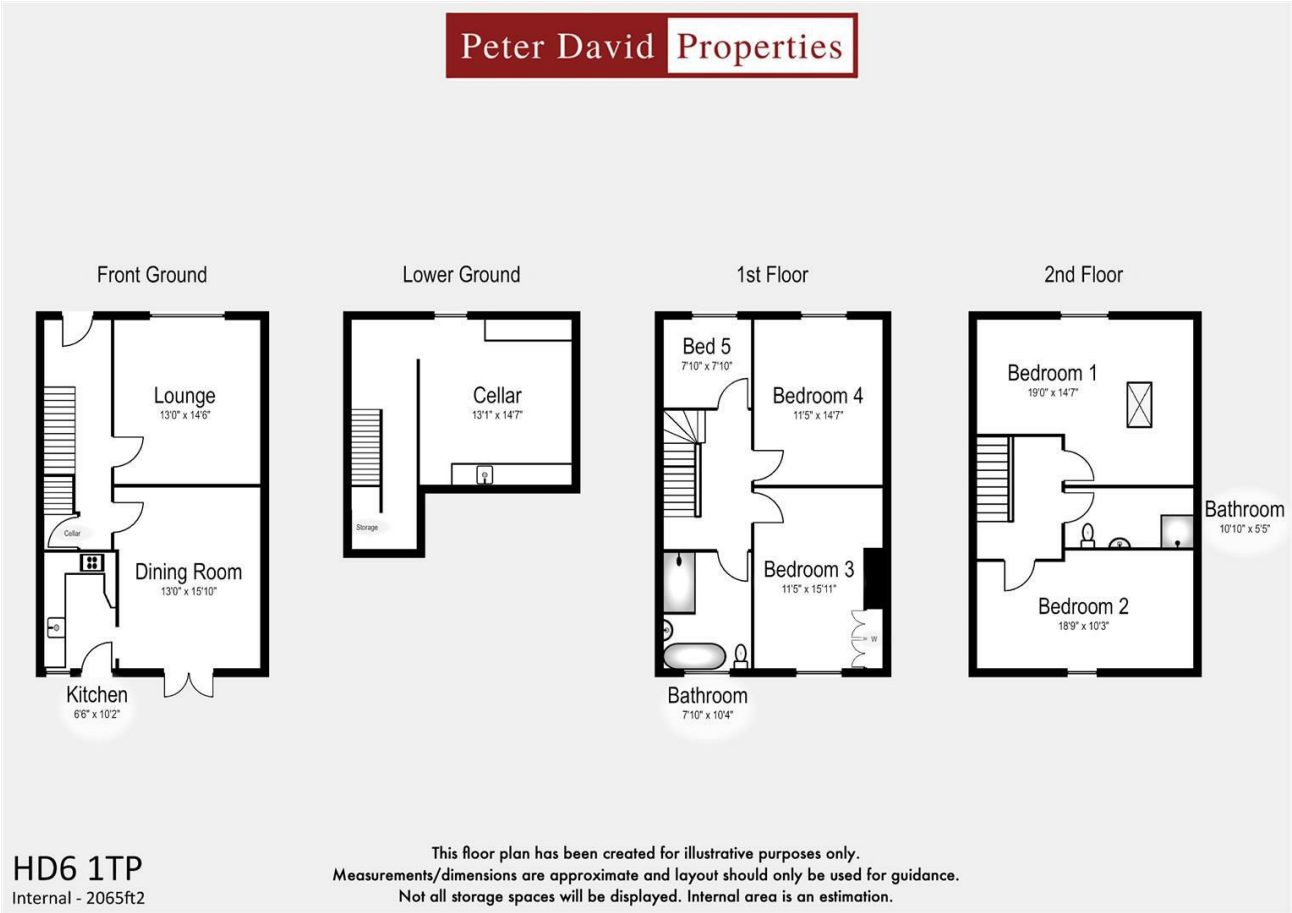 Peter David Properties
Front Ground
Lounge
13'0" x 14'6"
Cellar
Dining Room
13'0" x 15'10"
Kitchen
6'6" x 10'2"
Lower Ground
Cellar
13'1" x 14'7"
Storage
1st Floor
Bed 5
7'10" x 7'10"
Bedroom 4
11'5" x 14'7"
Bedroom 3
11'5" x 15'11"
W
Bathroom
7'10" x 10'4"
2nd Floor
Bedroom 1
19'0" x 14'7"
Bathroom
10'10" x 5'5"
Bedroom 2
18'9" x 10'3"
HD6 1TP
Internal - 2065ft2
This floor plan has been created for illustrative purposes only.
Measurements/dimensions are approximate and layout should only be used for guidance.
Not all storage spaces will be displayed. Internal area is an estimation.